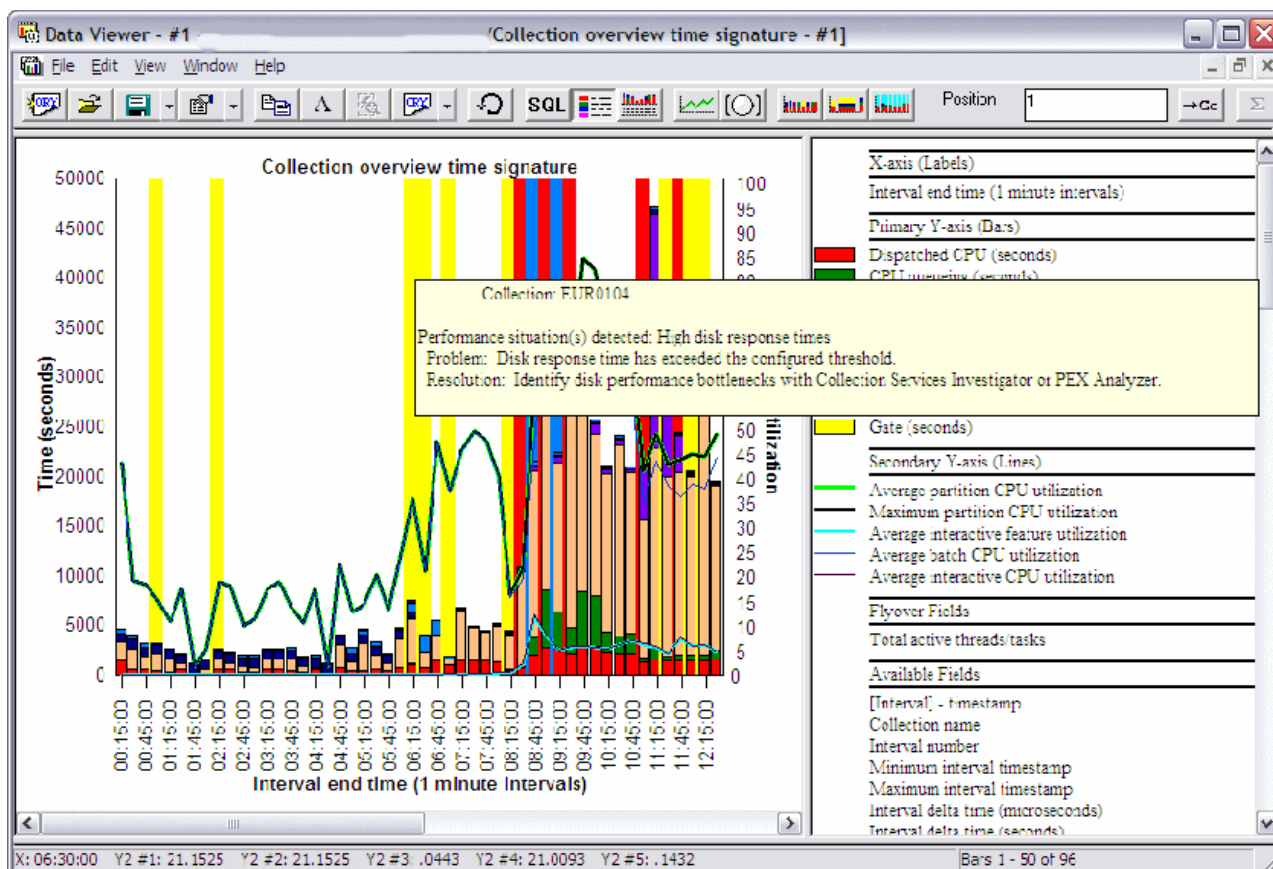 Data Viewer - #1 /Collection overview time signature - #1]
File Edit View Window Help
QRY A QRY SQL Position 1
Collection overview time signature
50000
45000
40000
35000
30000
25000
20000
15000
10000
5000
0
Time (seconds)
100
95
90
85
50
45
40
35
30
25
20
15
10
5
0
utilization
00:15:00
00:45:00
01:15:00
01:45:00
02:15:00
02:45:00
03:15:00
03:45:00
04:15:00
04:45:00
05:15:00
05:45:00
06:15:00
06:45:00
07:15:00
07:45:00
08:15:00
08:45:00
09:15:00
09:45:00
10:15:00
10:45:00
11:15:00
11:45:00
12:15:00
Interval end time (1 minute intervals)
Collection: EUR0104
Performance situation(s) detected: High disk response times
Problem: Disk response time has exceeded the configured threshold.
Resolution: Identify disk performance bottlenecks with Collection Services Investigator or PEX Analyzer.
X-axis (Labels)
Interval end time (1 minute intervals)
Primary Y-axis (Bars)
Dispatched CPU (seconds)
CPU queueing (seconds)
Gate (seconds)
Secondary Y-axis (Lines)
Average partition CPU utilization
Maximum partition CPU utilization
Average interactive feature utilization
Average batch CPU utilization
Average interactive CPU utilization
Flyover Fields
Total active threads/tasks
Available Fields
[Interval] - timestamp
Collection name
Interval number
Minimum interval timestamp
Maximum interval timestamp
Interval delta time (microseconds)
Interval delta time (seconds)
X: 06:30:00 Y2 #1: 21.1525 Y2 #2: 21.1525 Y2 #3: .0443 Y2 #4: 21.0093 Y2 #5: .1432 Bars 1 - 50 of 96